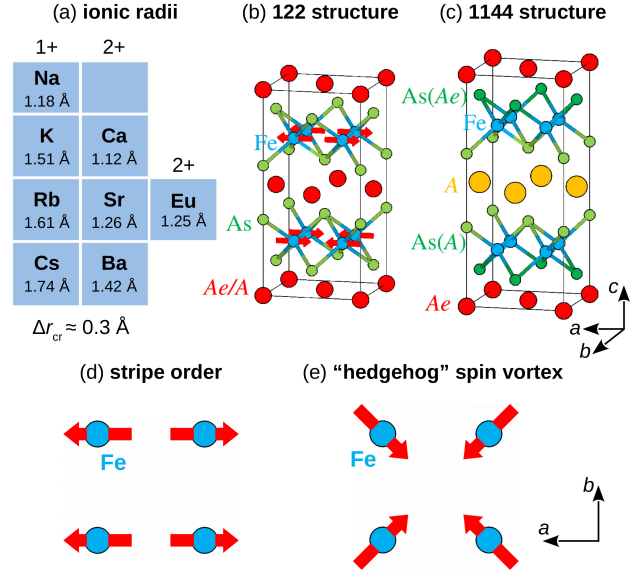 (a) ionic radii
1+ 2+
Na
1.18 Å
K
1.51 Å
Ca
1.12 Å
2+
Rb
1.61 Å
Sr
1.26 Å
Eu
1.25 Å
Cs
1.74 Å
Ba
1.42 Å
Δrcr ≈ 0.3 Å
(b) 122 structure
Fe
As
Ae/A
(c) 1144 structure
As(Ae)
Fe
A
As(A)
Ae
c
a
b
(d) stripe order
Fe
(e) “hedgehog” spin vortex
Fe
b
a